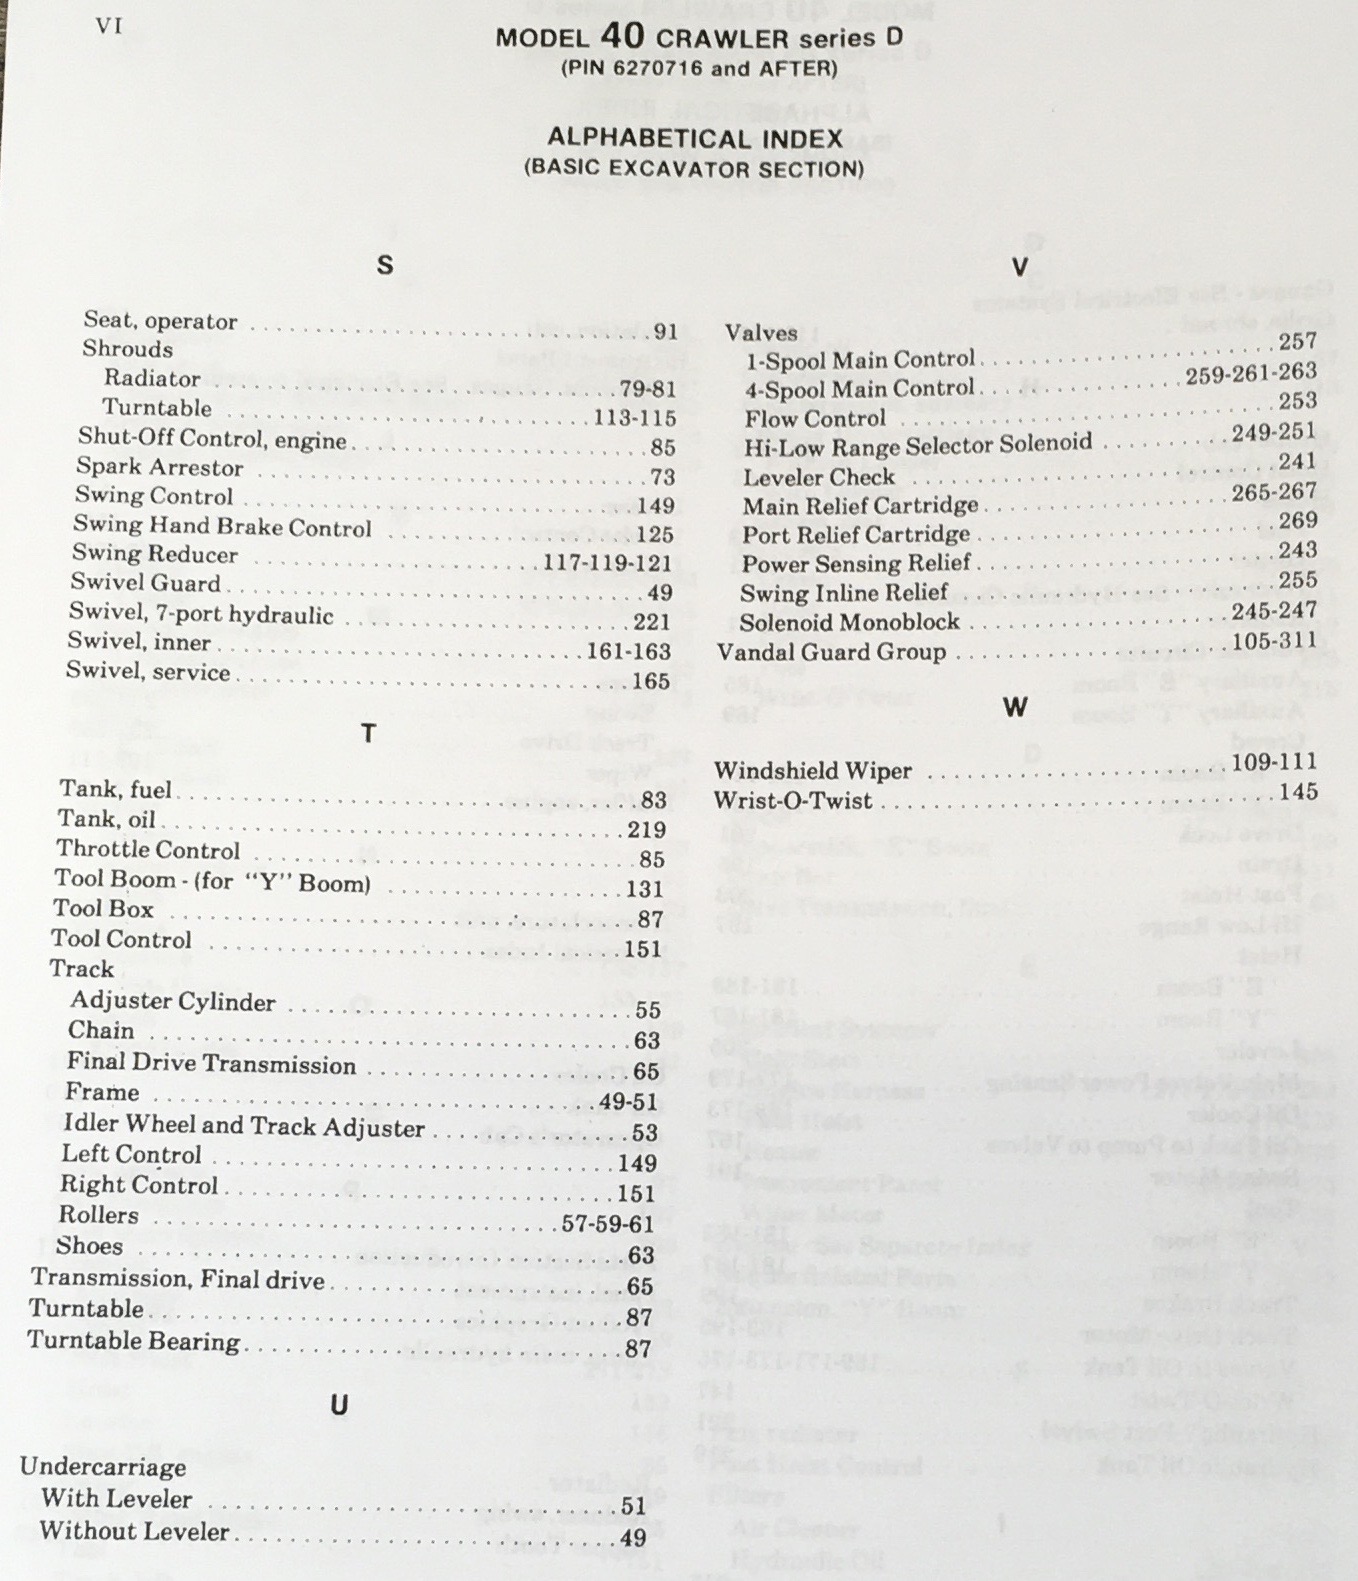 VI
MODEL 40 CRAWLER series D
(PIN 6270716 and AFTER)
ALPHABETICAL INDEX
(BASIC EXCAVATOR SECTION)
S
Seat, operator . . . . . . . . . . 91
Shrouds
Radiator . . . . . . . . . . 79-81
Turntable . . . . . . . . . . 113-115
Shut-Off Control, engine . . . . . . . . . . 85
Spark Arrestor . . . . . . . . . . 73
Swing Control . . . . . . . . . . 149
Swing Hand Brake Control . . . . . . . . . . 125
Swing Reducer . . . . . . . . . . 117-119-121
Swivel Guard . . . . . . . . . . 49
Swivel, 7-port hydraulic . . . . . . . . . . 221
Swivel, inner . . . . . . . . . . 161-163
Swivel, service . . . . . . . . . . 165
T
Tank, fuel . . . . . . . . . . 83
Tank, oil . . . . . . . . . . 219
Throttle Control . . . . . . . . . . 85
Tool Boom - (for "Y" Boom) . . . . . . . . . . 131
Tool Box . . . . . . . . . . 87
Tool Control . . . . . . . . . . 151
Track
Adjuster Cylinder . . . . . . . . . . 55
Chain . . . . . . . . . . 63
Final Drive Transmission . . . . . . . . . . 65
Frame . . . . . . . . . . 49-51
Idler Wheel and Track Adjuster . . . . . . . . . . 53
Left Control . . . . . . . . . . 149
Right Control . . . . . . . . . . 151
Rollers . . . . . . . . . . 57-59-61
Shoes . . . . . . . . . . 63
Transmission, Final drive . . . . . . . . . . 65
Turntable . . . . . . . . . . 87
Turntable Bearing . . . . . . . . . . 87
U
Undercarriage
With Leveler . . . . . . . . . . 51
Without Leveler . . . . . . . . . . 49
V
Valves
1-Spool Main Control . . . . . . . . . . 257
4-Spool Main Control . . . . . . . . . . 259-261-263
Flow Control . . . . . . . . . . 253
Hi-Low Range Selector Solenoid . . . . . . . . . . 249-251
Leveler Check . . . . . . . . . . 241
Main Relief Cartridge . . . . . . . . . . 265-267
Port Relief Cartridge . . . . . . . . . . 269
Power Sensing Relief . . . . . . . . . . 243
Swing Inline Relief . . . . . . . . . . 255
Solenoid Monoblock . . . . . . . . . . 245-247
Vandal Guard Group . . . . . . . . . . 105-311
W
Windshield Wiper . . . . . . . . . . 109-111
Wrist-O-Twist . . . . . . . . . . 145